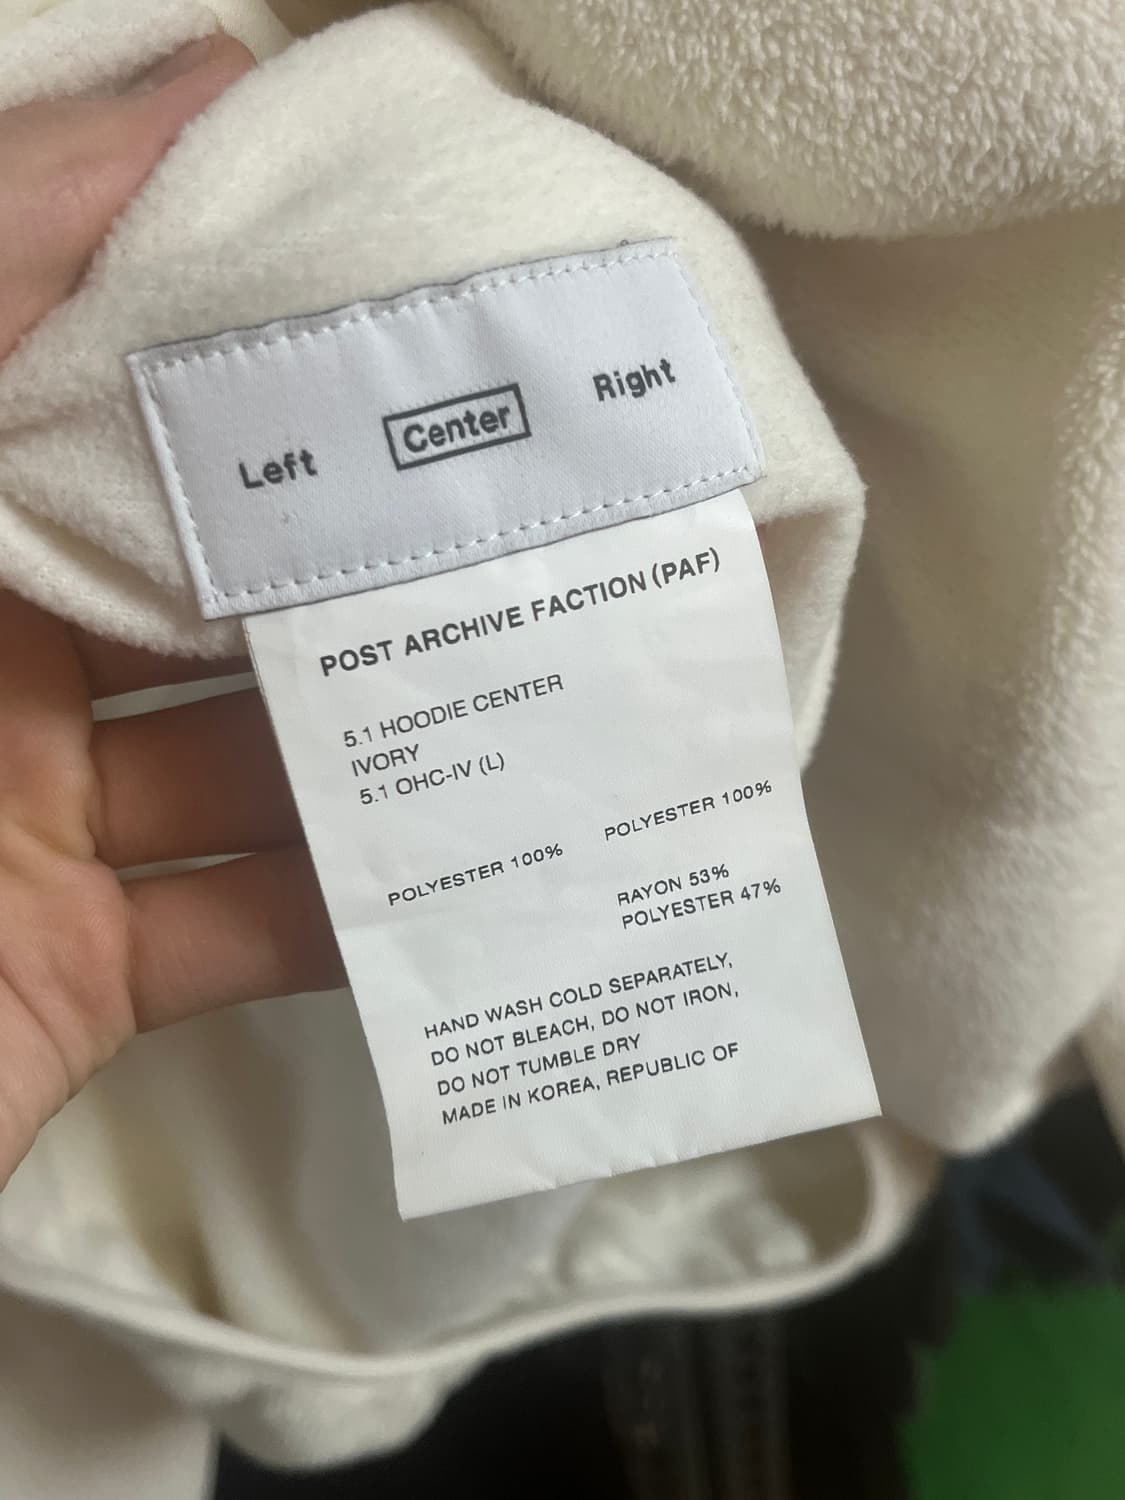 Left Center Right
POST ARCHIVE FACTION (PAF)
5.1 HOODIE CENTER
IVORY
5.1 OHC-IV (L)
POLYESTER 100% POLYESTER 100%
RAYON 53%
POLYESTER 47%
HAND WASH COLD SEPARATELY,
DO NOT BLEACH, DO NOT IRON,
DO NOT TUMBLE DRY
MADE IN KOREA, REPUBLIC OF